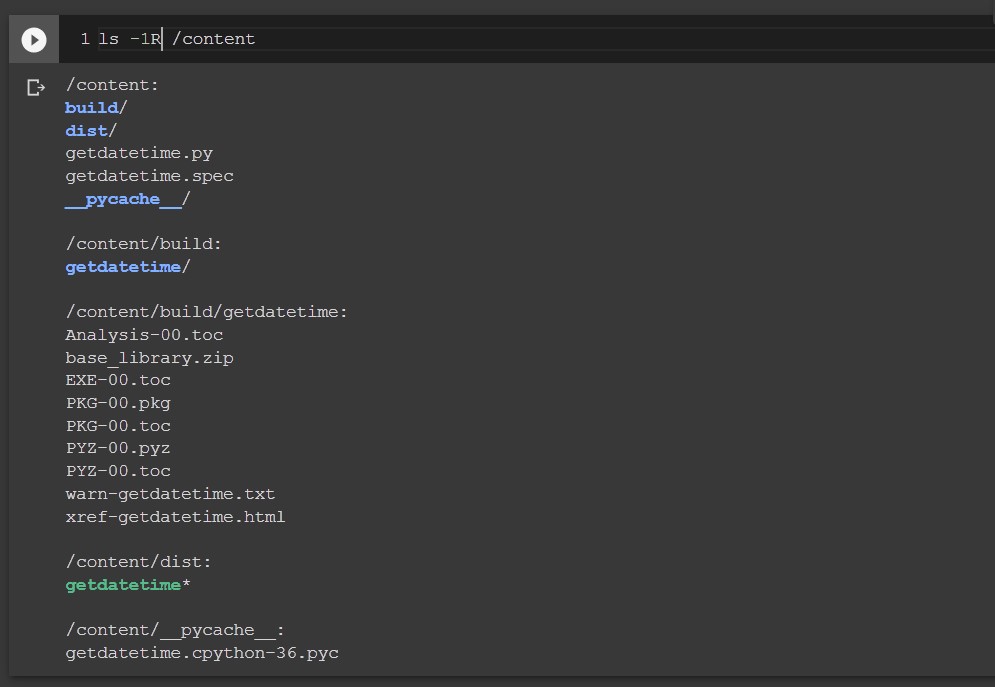 1 ls -1R /content
/content:
build/
dist/
getdatetime.py
getdatetime.spec
__pycache__/
/content/build:
getdatetime/
/content/build/getdatetime:
Analysis-00.toc
base_library.zip
EXE-00.toc
PKG-00.pkg
PKG-00.toc
PYZ-00.pyz
PYZ-00.toc
warn-getdatetime.txt
xref-getdatetime.html
/content/dist:
getdatetime*
/content/__pycache__:
getdatetime.cpython-36.pyc